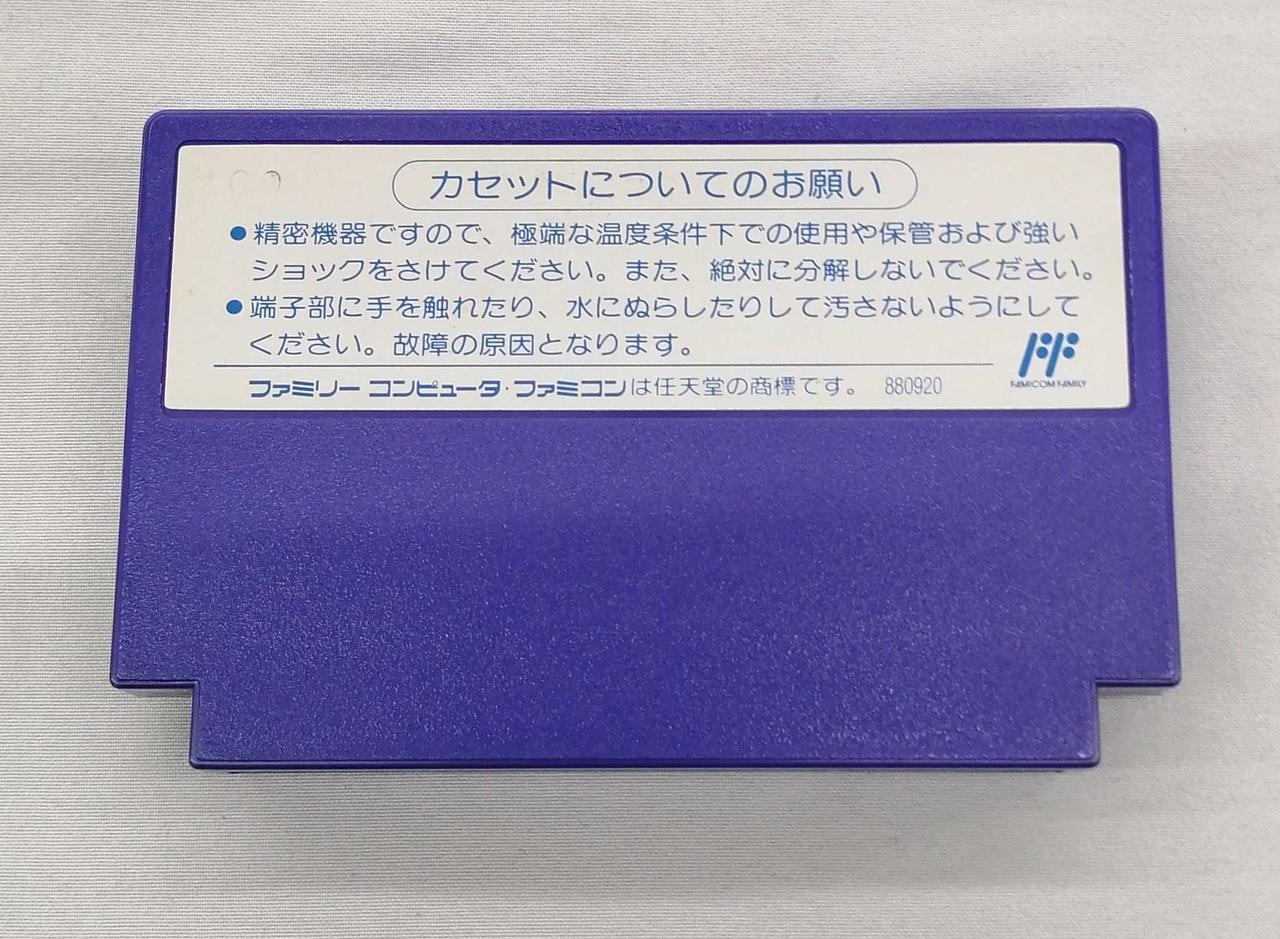 カセットについてのお願い
●精密機器ですので、極端な温度条件下での使用や保管および強い
ショックをさけてください。また、絶対に分解しないでください。
●端子部に手を触れたり、水にぬらしたりして汚さないようにして
ください。故障の原因となります。
ファミリー コンピュータ・ファミコンは任天堂の商標です。 880920
FF
FAMICOM FAMILY